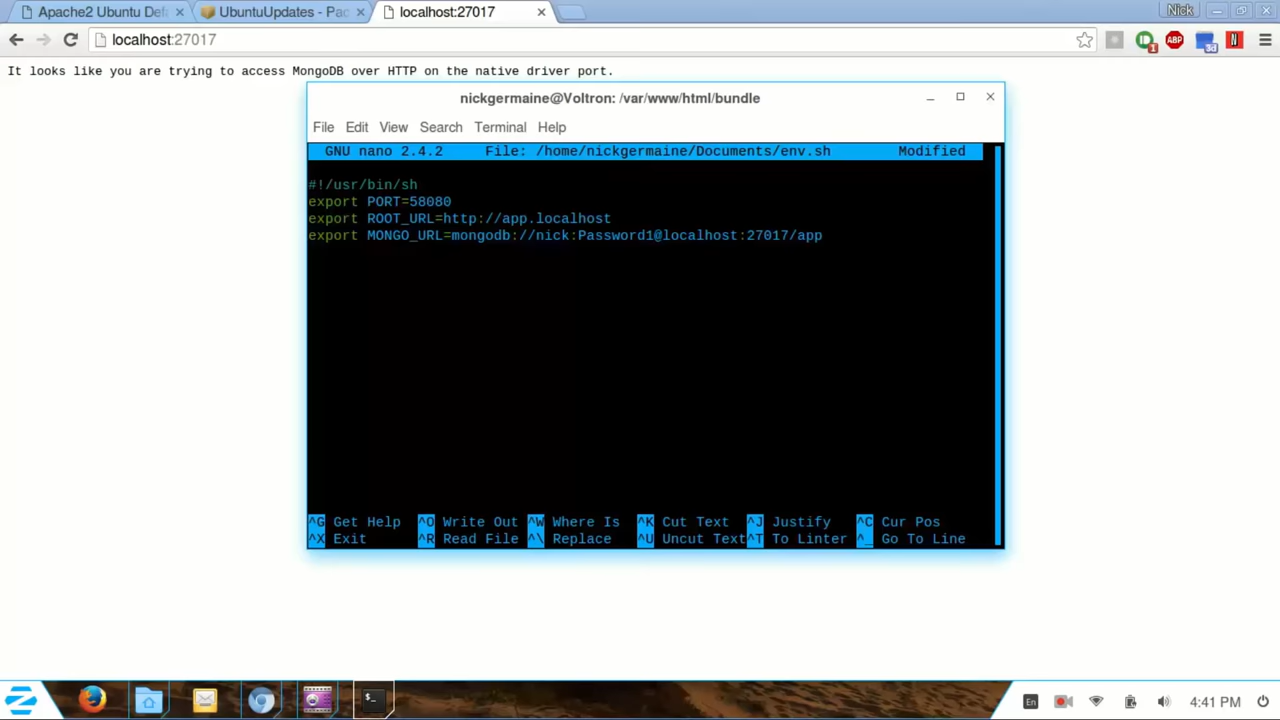 Apache2 Ubuntu Def
UbuntuUpdates - Pac
localhost:27017
Nick
localhost:27017
1
ABP
3d
N
It looks like you are trying to access MongoDB over HTTP on the native driver port.
nickgermaine@Voltron: /var/www/html/bundle
File Edit View Search Terminal Help
GNU nano 2.4.2 File: /home/nickgermaine/Documents/env.sh Modified
#!/usr/bin/sh
export PORT=58080
export ROOT_URL=http://app.localhost
export MONGO_URL=mongodb://nick:Password1@localhost:27017/app
^G Get Help ^O Write Out ^W Where Is ^K Cut Text ^J Justify ^C Cur Pos
^X Exit ^R Read File ^\ Replace ^U Uncut Text ^T To Linter ^_ Go To Line
$_
En
4:41 PM